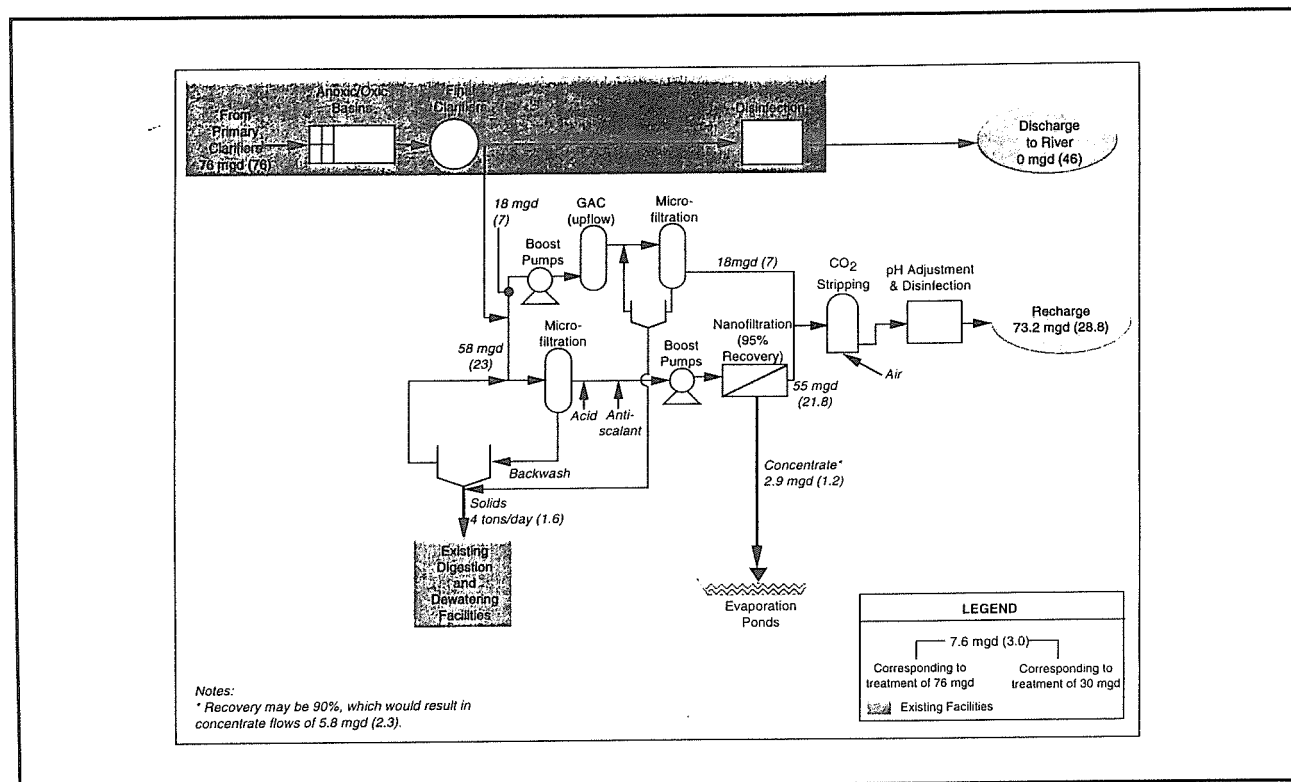 Anoxic/Oxic
Basins
Final
Clarifiers
Disinfection
From
Primary
Clarifiers
76 mgd (76)
Discharge
to River
0 mgd (46)
18 mgd
(7)
GAC
(upflow)
Micro-
filtration
Boost
Pumps
18mgd (7)
CO2
Stripping
pH Adjustment
& Disinfection
Recharge
73.2 mgd (28.8)
Air
58 mgd
(23)
Micro-
filtration
Boost
Pumps
Nanofiltration
(95%
Recovery)
55 mgd
(21.8)
Acid
Anti-
scalant
Backwash
Concentrate*
2.9 mgd (1.2)
Solids
4 tons/day (1.6)
Existing
Digestion
and
Dewatering
Facilities
Evaporation
Ponds
LEGEND
7.6 mgd (3.0)
Corresponding to
treatment of 76 mgd
Corresponding to
treatment of 30 mgd
Existing Facilities
Notes:
* Recovery may be 90%, which would result in
concentrate flows of 5.8 mgd (2.3).